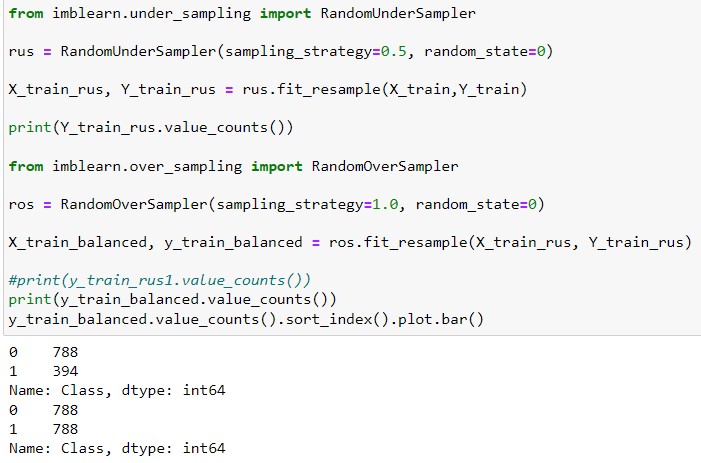 from imblearn.under_sampling import RandomUnderSampler
rus = RandomUnderSampler(sampling_strategy=0.5, random_state=0)
X_train_rus, Y_train_rus = rus.fit_resample(X_train,Y_train)
print(Y_train_rus.value_counts())
from imblearn.over_sampling import RandomOverSampler
ros = RandomOverSampler(sampling_strategy=1.0, random_state=0)
X_train_balanced, y_train_balanced = ros.fit_resample(X_train_rus, Y_train_rus)
#print(y_train_rus1.value_counts())
print(y_train_balanced.value_counts())
y_train_balanced.value_counts().sort_index().plot.bar()
0    788
1    394
Name: Class, dtype: int64
0    788
1    788
Name: Class, dtype: int64